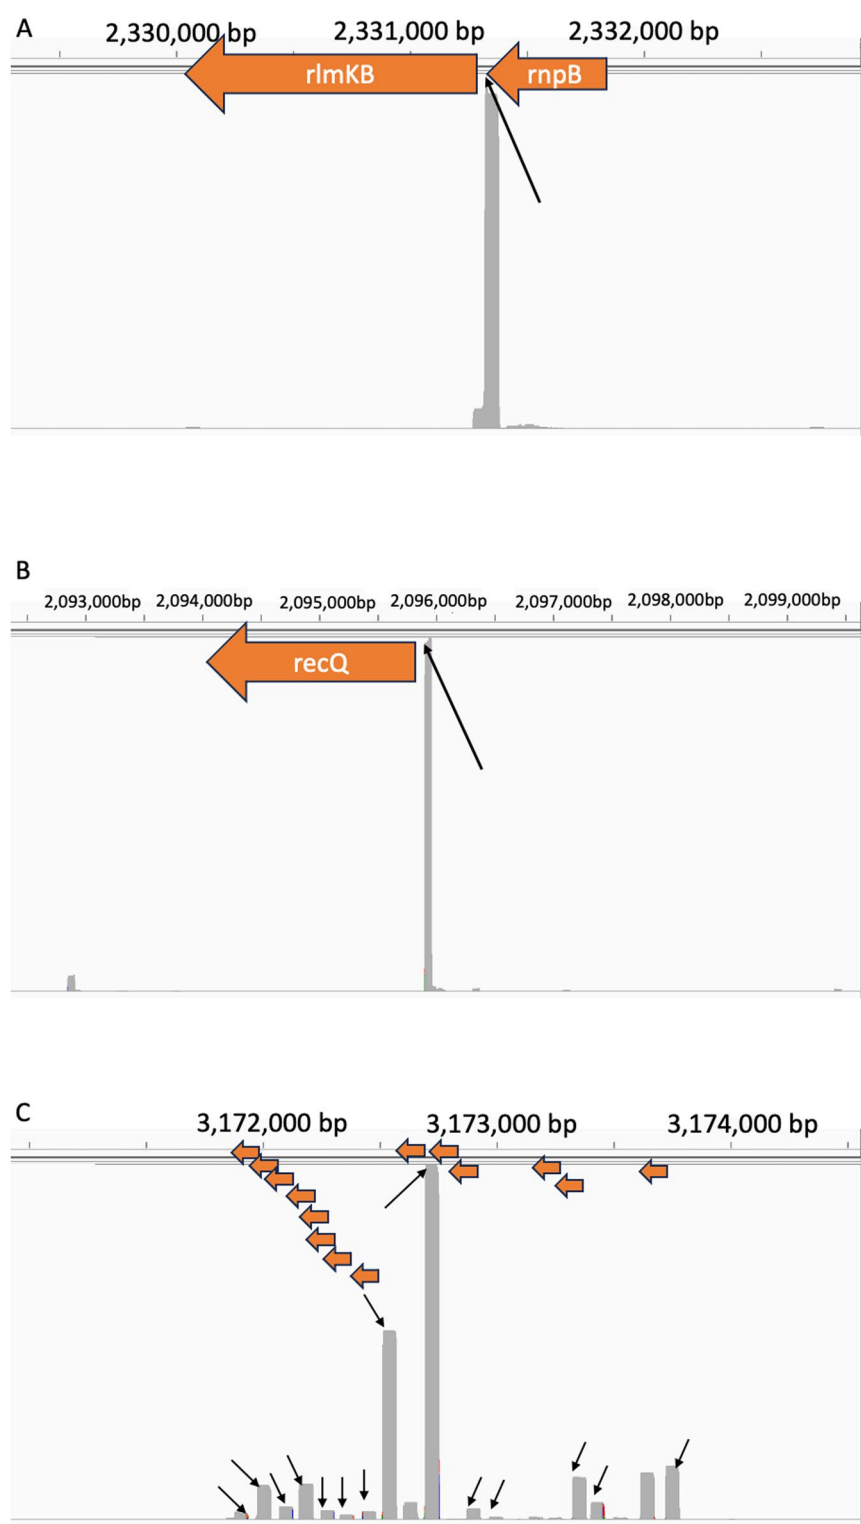 A
2,330,000 bp 2,331,000 bp 2,332,000 bp
rlmKB rnpB
B
2,093,000bp 2,094,000bp 2,095,000bp 2,096,000bp 2,097,000bp 2,098,000bp 2,099,000bp
recQ
C
3,172,000 bp 3,173,000 bp 3,174,000 bp